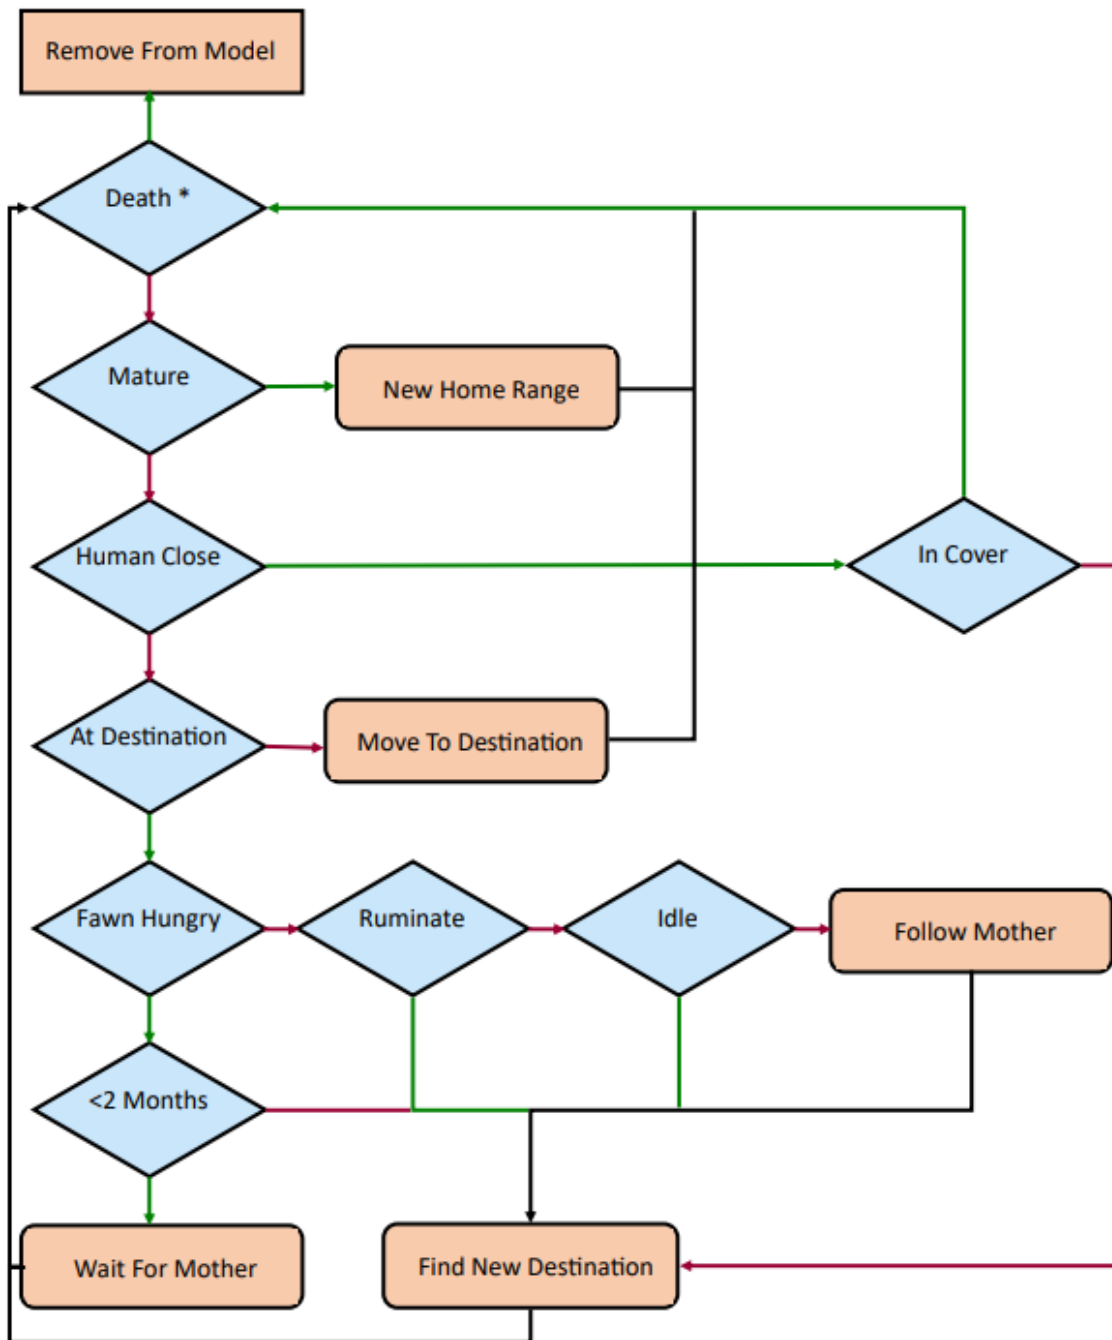 Remove From Model
Death *
Mature
New Home Range
Human Close
In Cover
At Destination
Move To Destination
Fawn Hungry
Ruminate
Idle
Follow Mother
<2 Months
Wait For Mother
Find New Destination